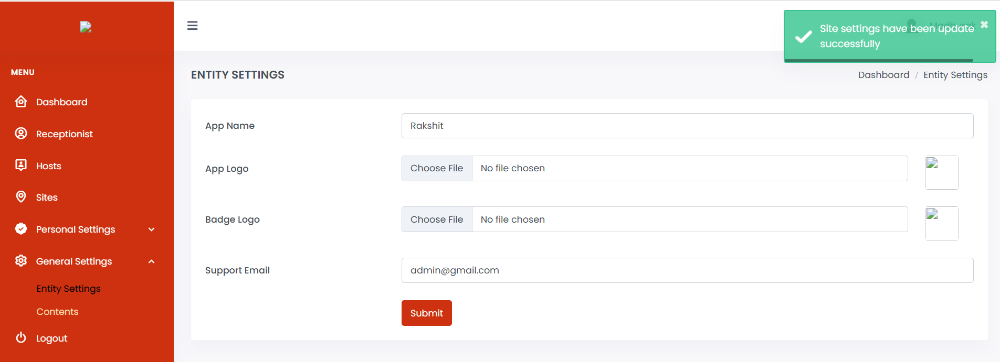 Site settings have been update
successfully
MENU
Dashboard
Receptionist
Hosts
Sites
Personal Settings
General Settings
Entity Settings
Contents
Logout
ENTITY SETTINGS
Dashboard / Entity Settings
App Name
Rakshit
App Logo
Choose File No file chosen
Badge Logo
Choose File No file chosen
Support Email
admin@gmail.com
Submit